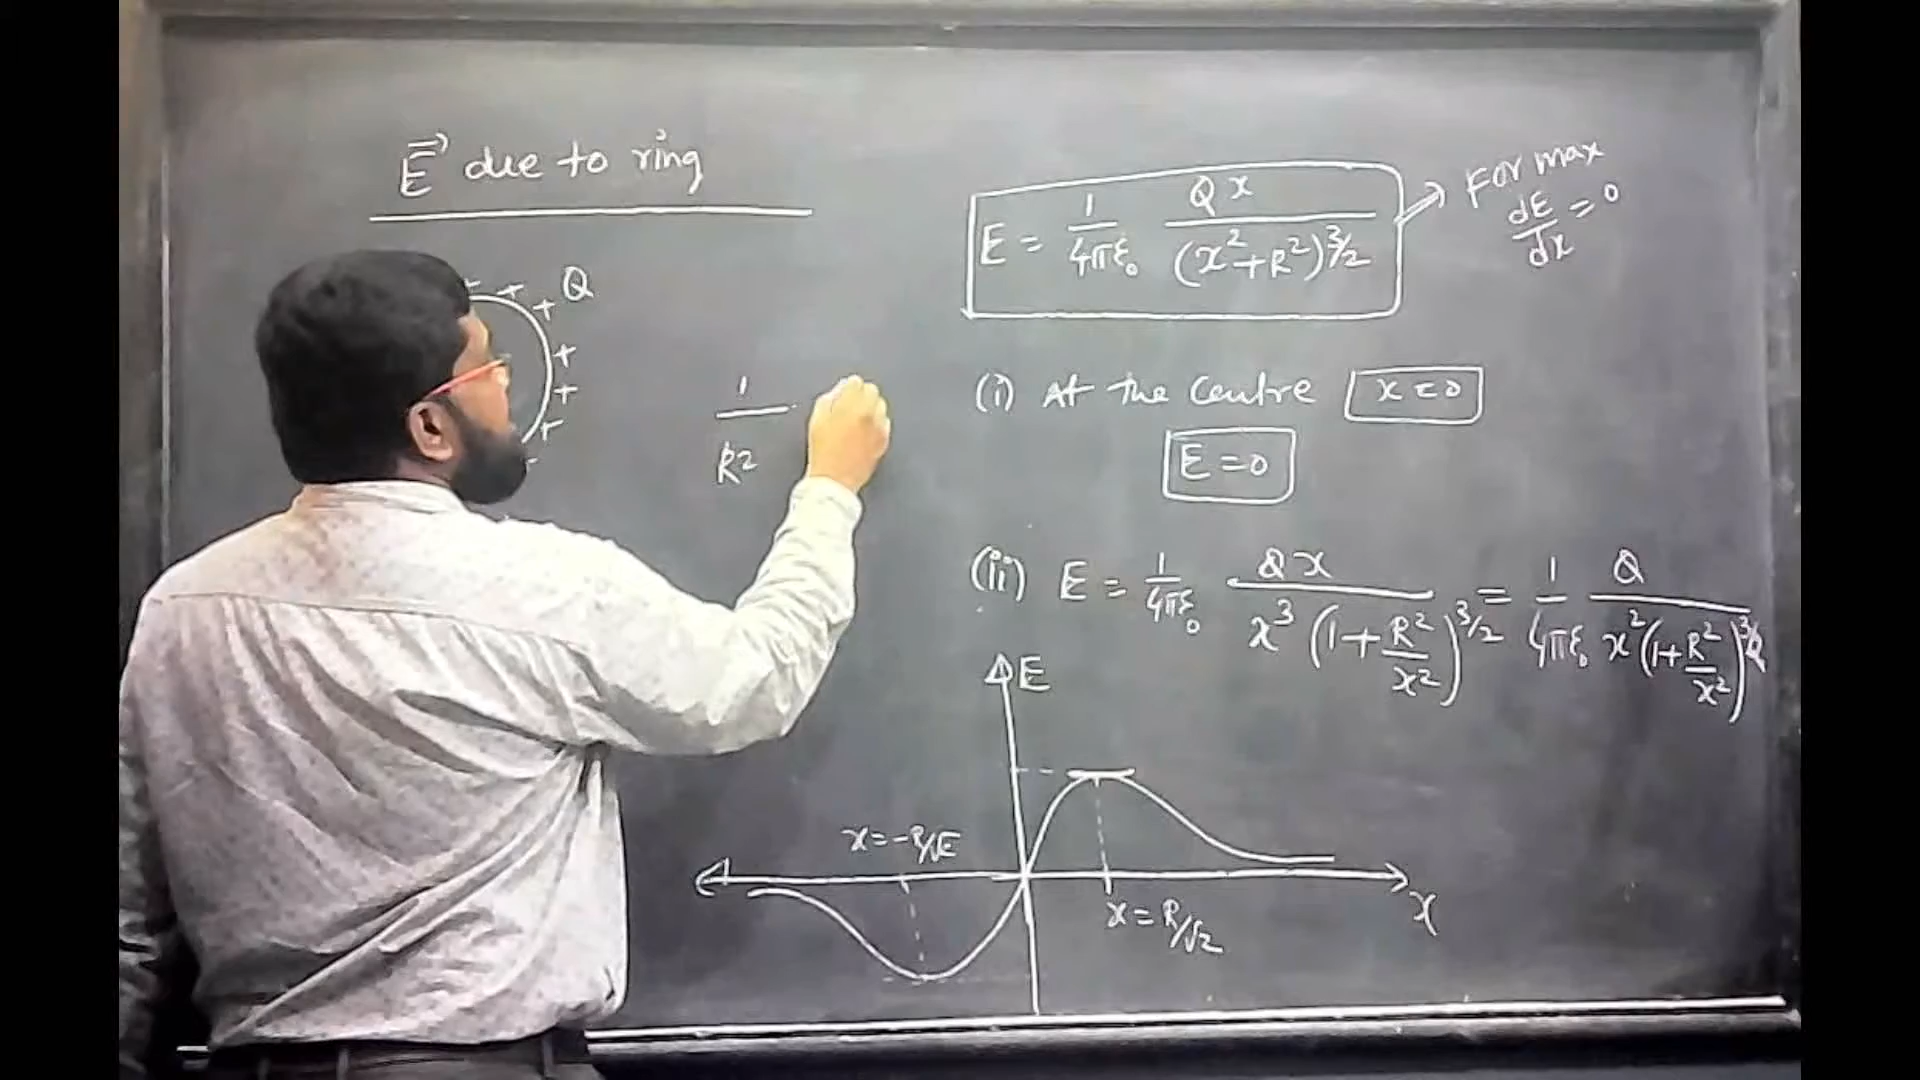 E⃗ due to ring
+ + + Q
+
+
+
1/R²
E = 1/4πε₀ Qx/(x²+R²)^3/2
For max
dE/dx = 0
(i) At the centre x=0
E=0
(ii) E = 1/4πε₀ Qx/x³(1+R²/x²)^3/2 = 1/4πε₀ Q/x²(1+R²/x²)^3/2
E
x=-R/√2
x=R/√2
x